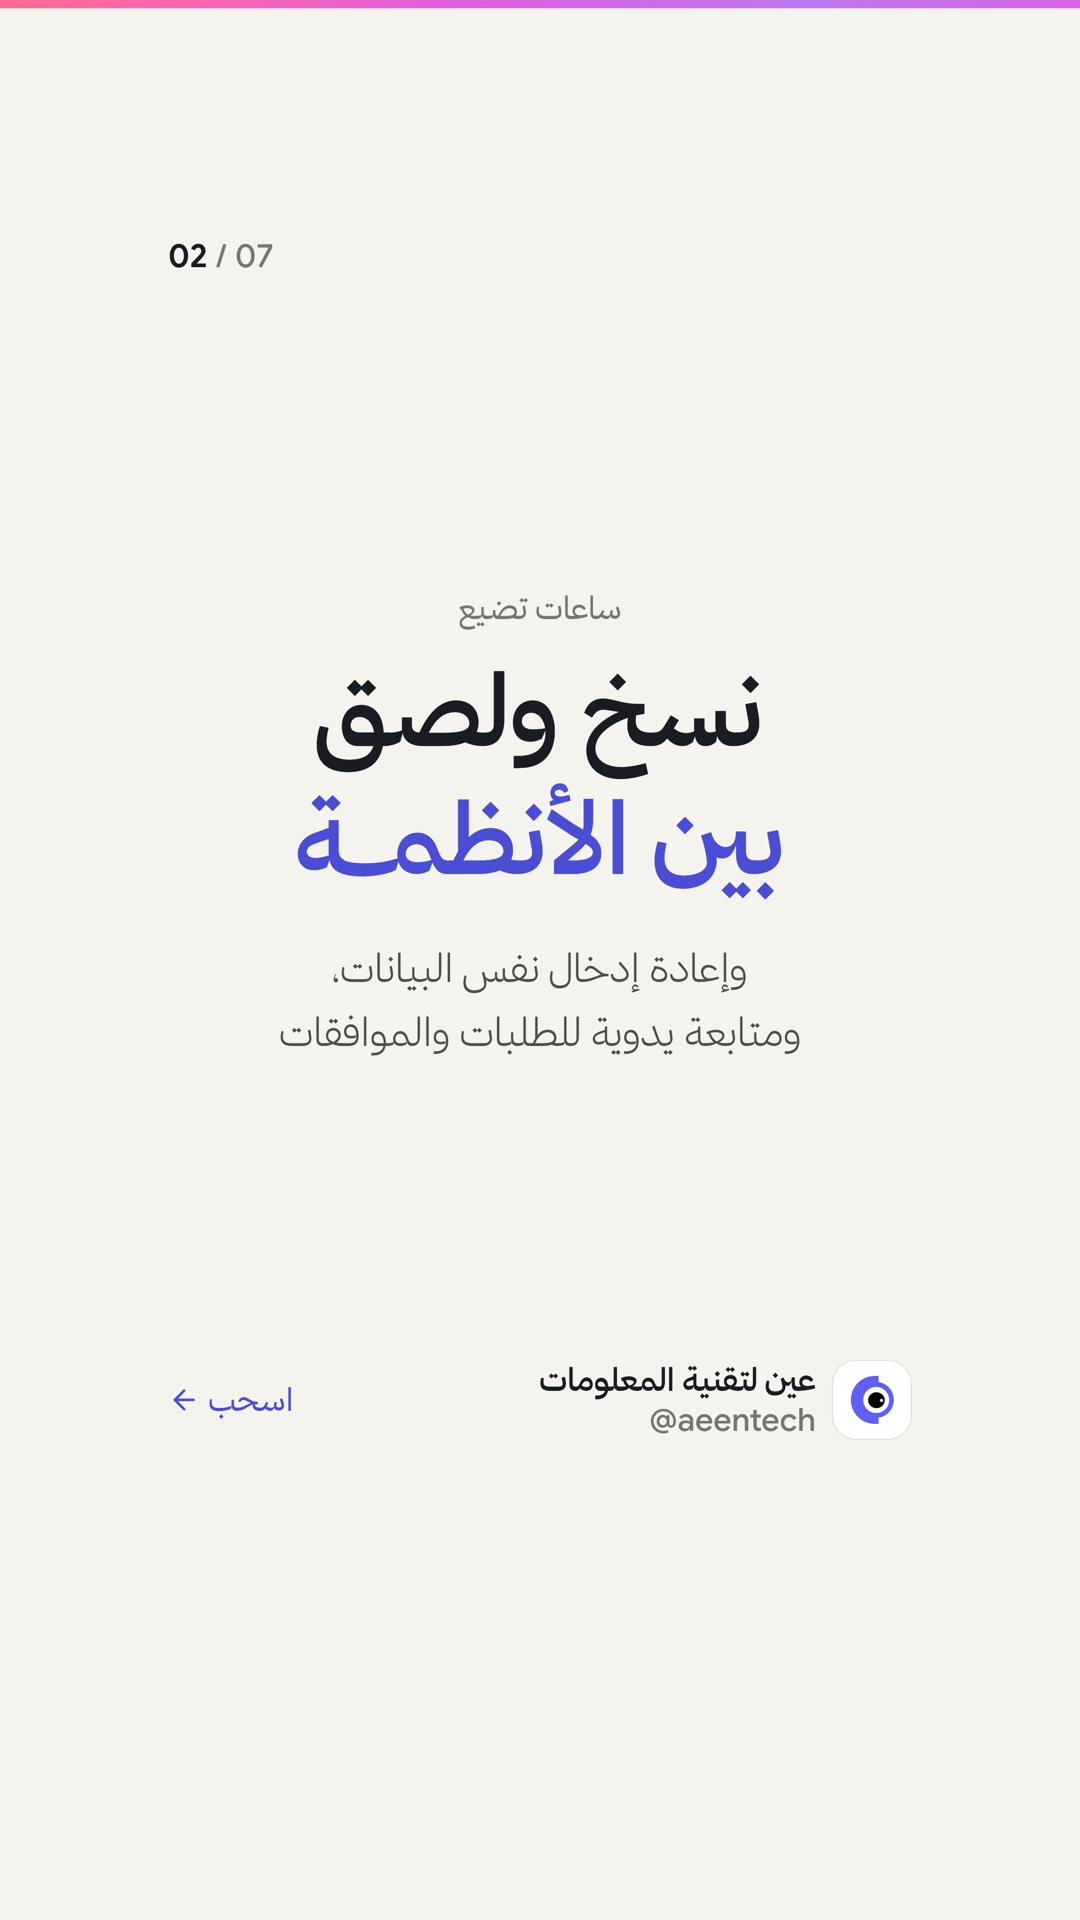 02 / 07
ساعات تضيع
نسخ ولصق
بين الأنظمـة
وإعادة إدخال نفس البيانات،
ومتابعة يدوية للطلبات والموافقات
عين لتقنية المعلومات
@aeentech
اسحب ←